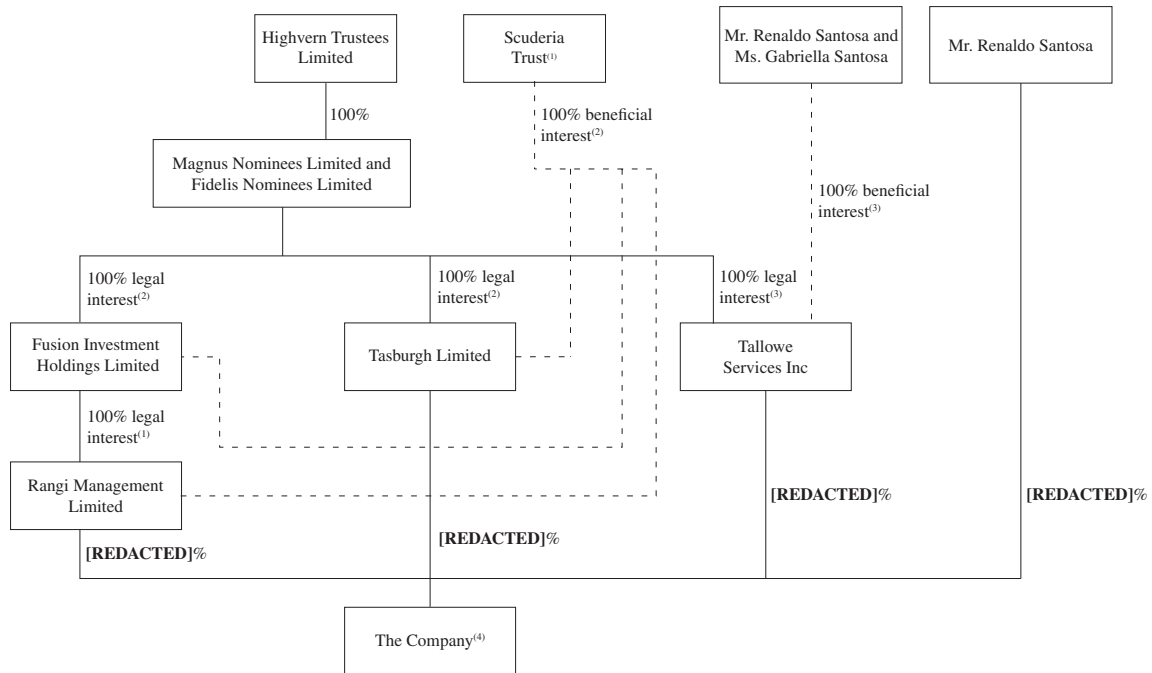 Highvern Trustees
Limited
Scuderia
Trust(1)
Mr. Renaldo Santosa and
Ms. Gabriella Santosa
Mr. Renaldo Santosa
100%
100% beneficial
interest(2)
Magnus Nominees Limited and
Fidelis Nominees Limited
100% beneficial
interest(3)
100% legal
interest(2)
100% legal
interest(2)
100% legal
interest(3)
Fusion Investment
Holdings Limited
Tasburgh Limited
Tallowe
Services Inc
100% legal
interest(1)
Rangi Management
Limited
[REDACTED]%
[REDACTED]%
[REDACTED]%
[REDACTED]%
The Company(4)